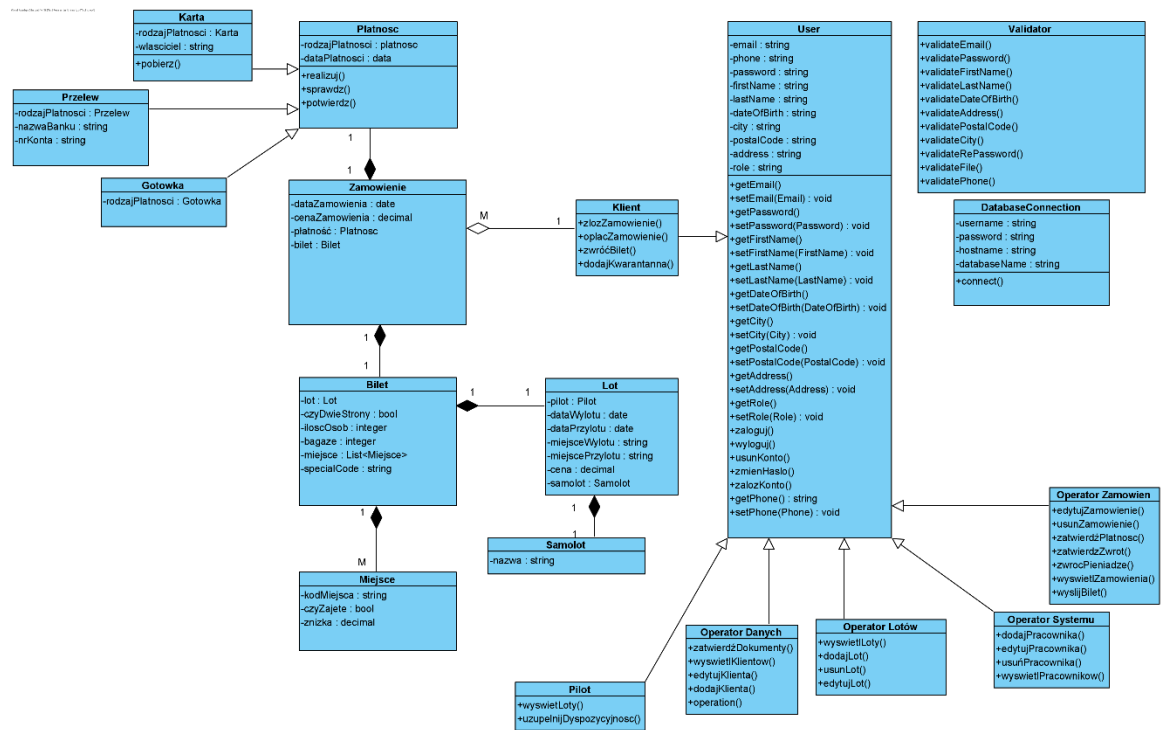 Karta
-rodzajPlatnosci : Karta
-wlasciciel : string
+pobierz()
Platnosc
-rodzajPlatnosci : platnosc
-dataPlatnosci : data
+realizuj()
+sprawdz()
+potwierdz()
Przelew
-rodzajPlatnosci : Przelew
-nazwaBanku : string
-nrKonta : string
Gotowka
-rodzajPlatnosci : Gotowka
1
1
Zamowienie
-dataZamowienia : date
-cenaZamowienia : decimal
-płatność : Platnosc
-bilet : Bilet
M
1
Klient
+zlozZamowienie()
+opłacZamowienie()
+zwróćBilet()
+dodajKwarantanna()
User
-email : string
-phone : string
-password : string
-firstName : string
-lastName : string
-dateOfBirth : string
-city : string
-postalCode : string
-address : string
-role : string
+getEmail()
+setEmail(Email) : void
+getPassword()
+setPassword(Password) : void
+getFirstName()
+setFirstName(FirstName) : void
+getLastName()
+setLastName(LastName) : void
+getDateOfBirth()
+setDateOfBirth(DateOfBirth) : void
+getCity()
+setCity(City) : void
+getPostalCode()
+setPostalCode(PostalCode) : void
+getAddress()
+setAddress(Address) : void
+getRole()
+setRole(Role) : void
+zaloguj()
+wyloguj()
+usunKonto()
+zmienHaslo()
+zalozKonto()
+getPhone() : string
+setPhone(Phone) : void
Validator
+validateEmail()
+validatePassword()
+validateFirstName()
+validateLastName()
+validateDateOfBirth()
+validateAddress()
+validatePostalCode()
+validateCity()
+validateRePassword()
+validateFile()
+validatePhone()
DatabaseConnection
-username : string
-password : string
-hostname : string
-databaseName : string
+connect()
1
1
Bilet
-lot : Lot
-czyDwieStrony : bool
-iloscOsob : integer
-bagaze : integer
-miejsce : List<Miejsce>
-specialCode : string
1
1
Lot
-pilot : Pilot
-dataWylotu : date
-dataPrzylotu : date
-miejsceWylotu : string
-miejscePrzylotu : string
-cena : decimal
-samolot : Samolot
1
1
Samolot
-nazwa : string
1
M
Miejsce
-kodMiejsca : string
-czyZajete : bool
-znizka : decimal
Pilot
+wyswietLoty()
+uzupelnijDyspozycyjnosc()
Operator Danych
+zatwierdźDokumenty()
+wyswietlKlientow()
+edytujKlienta()
+dodajKlienta()
+operation()
Operator Lotów
+wyswietlLoty()
+dodajLot()
+usunLot()
+edytujLot()
Operator Systemu
+dodajPracownika()
+edytujPracownika()
+usuńPracownika()
+wyswietlPracownikow()
Operator Zamowien
+edytujZamowienie()
+usunZamowienie()
+zatwierdźPlatnosc()
+zatwierdzZwrot()
+zwrocPieniadze()
+wyswietlZamowienia()
+wyslijBilet()